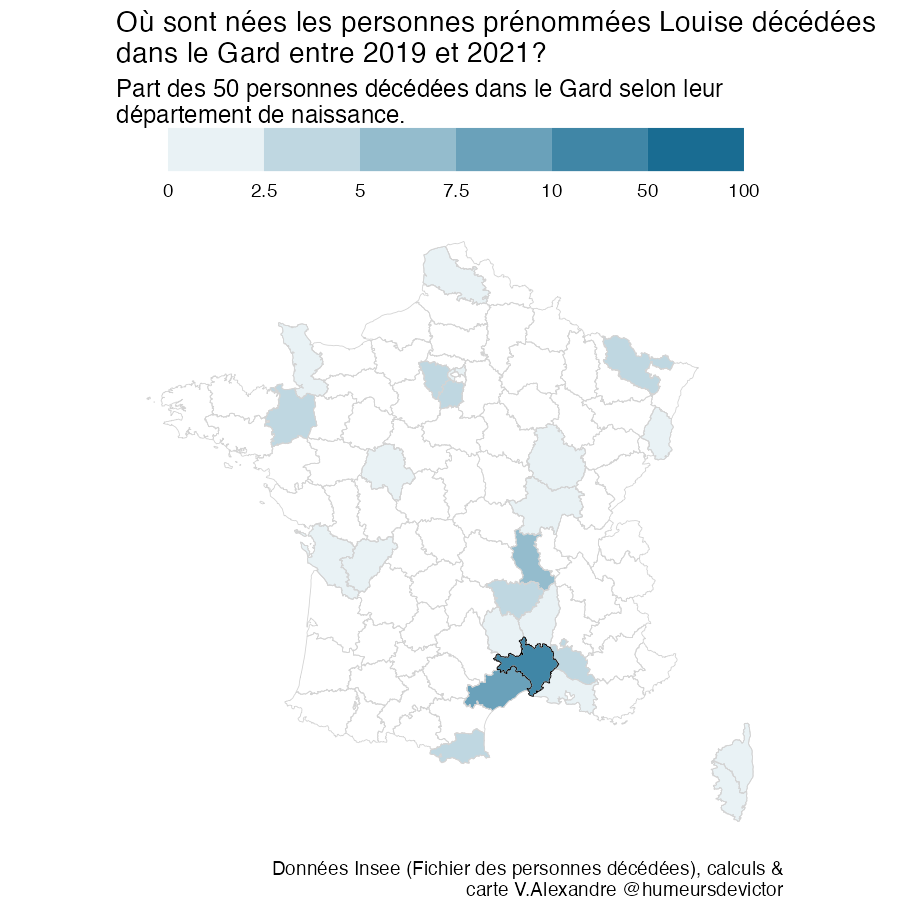 Où sont nées les personnes prénommées Louise décédées
dans le Gard entre 2019 et 2021?
Part des 50 personnes décédées dans le Gard selon leur
département de naissance.
0 2.5 5 7.5 10 50 100
Données Insee (Fichier des personnes décédées), calculs &
carte V.Alexandre @humeursdevictor